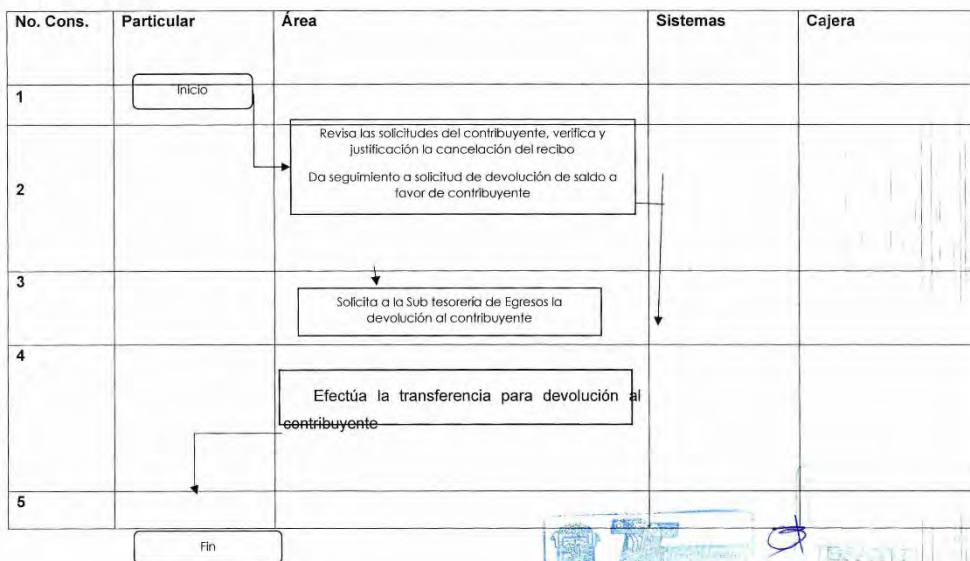 No. Cons.
Particular
Área
Sistemas
Cajera
1
Inicio
2
Revisa las solicitudes del contribuyente, verifica y
justificación la cancelación del recibo
Da seguimiento a solicitud de devolución de saldo a
favor de contribuyente
3
Solicita a la Sub tesorería de Egresos la
devolución al contribuyente
4
Efectúa la transferencia para devolución al
contribuyente
5
Fin